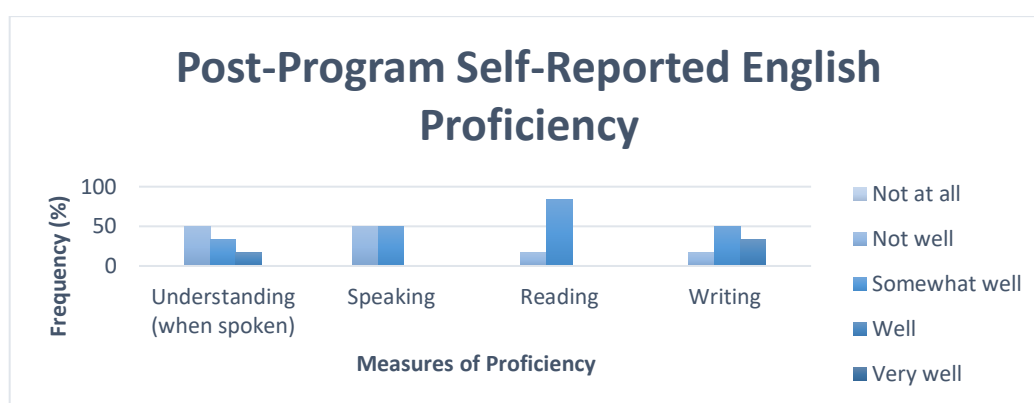 Post-Program Self-Reported English
Proficiency
Frequency (%)
100
50
0
Understanding
(when spoken)
Speaking
Reading
Writing
Measures of Proficiency
Not at all
Not well
Somewhat well
Well
Very well